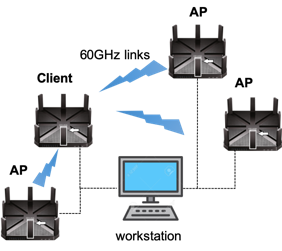 AP
60GHz links
Client
AP
AP
workstation